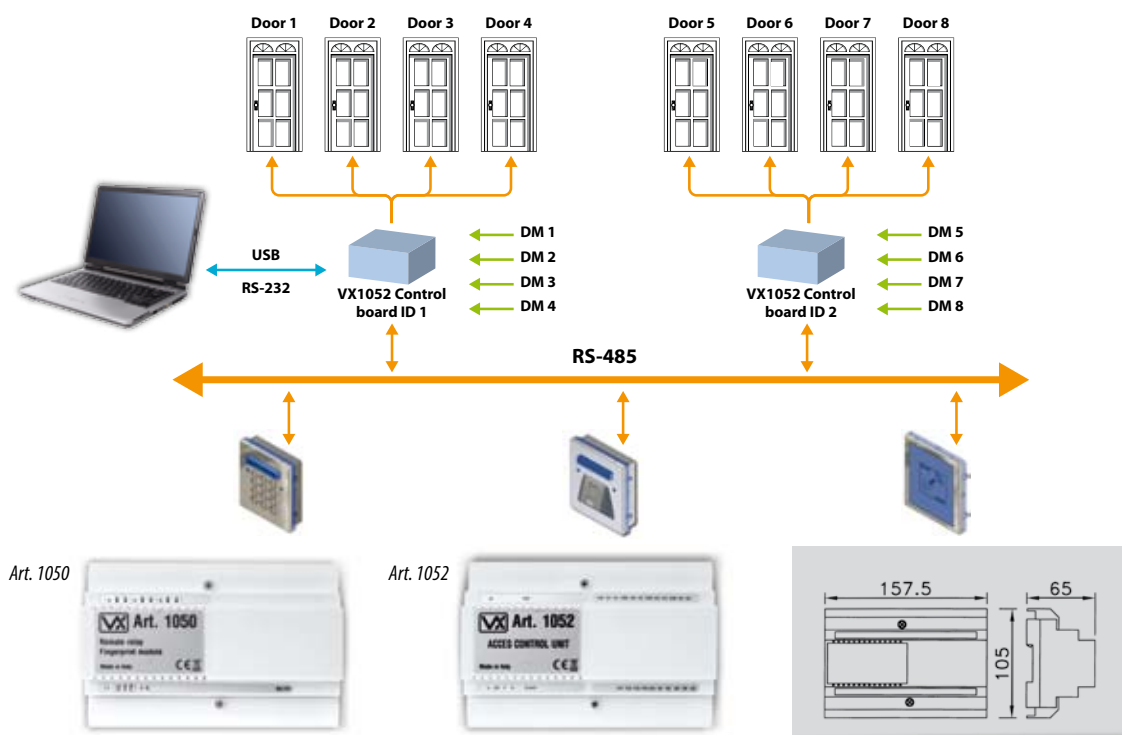 Door 1 Door 2 Door 3 Door 4 Door 5 Door 6 Door 7 Door 8
USB
RS-232
DM 1
DM 2
DM 3
DM 4
VX1052 Control
board ID 1
DM 5
DM 6
DM 7
DM 8
VX1052 Control
board ID 2
RS-485
Art. 1050
VX Art. 1050
Remote relay
Fingerprint module
Made in Italy CE
Art. 1052
VX Art. 1052
ACCES CONTROL UNIT
Made in Italy CE
157.5
65
105